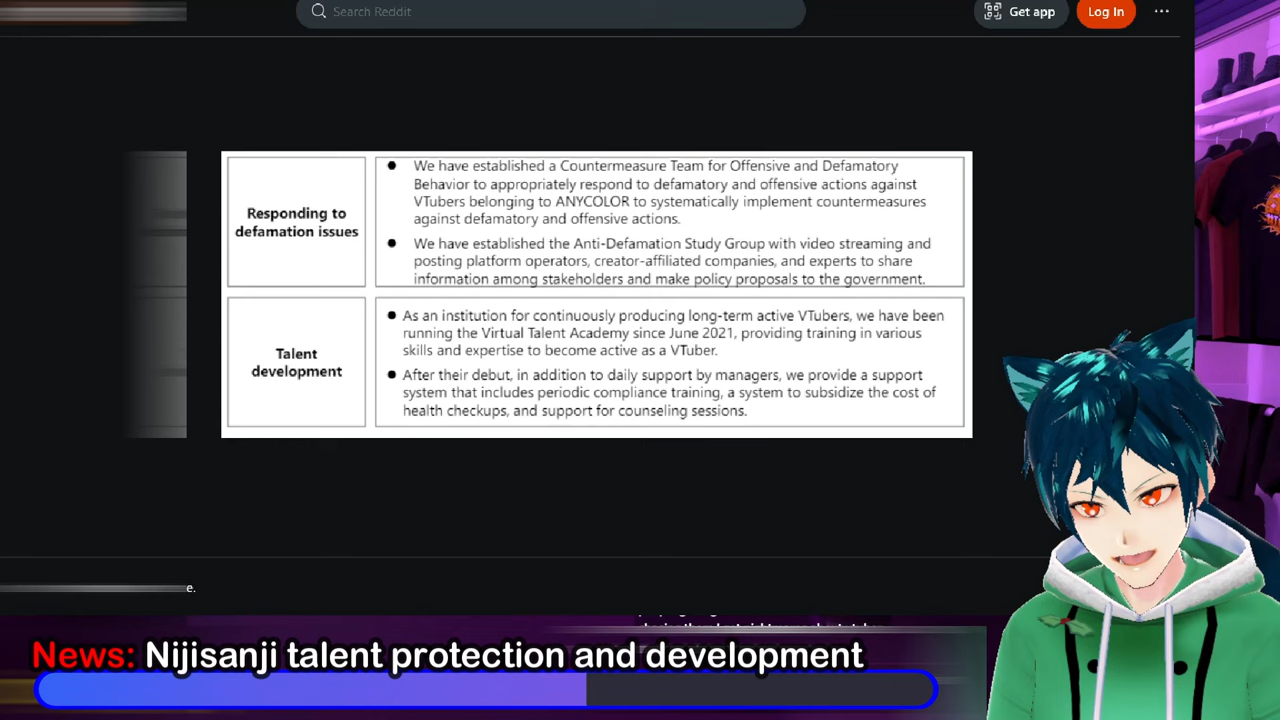 Search Reddit
Get app
Log In
Responding to
defamation issues
● We have established a Countermeasure Team for Offensive and Defamatory
Behavior to appropriately respond to defamatory and offensive actions against
VTubers belonging to ANYCOLOR to systematically implement countermeasures
against defamatory and offensive actions.
● We have established the Anti-Defamation Study Group with video streaming and
posting platform operators, creator-affiliated companies, and experts to share
information among stakeholders and make policy proposals to the government.
Talent
development
● As an institution for continuously producing long-term active VTubers, we have been
running the Virtual Talent Academy since June 2021, providing training in various
skills and expertise to become active as a VTuber.
● After their debut, in addition to daily support by managers, we provide a support
system that includes periodic compliance training, a system to subsidize the cost of
health checkups, and support for counseling sessions.
e.
News: Nijisanji talent protection and development